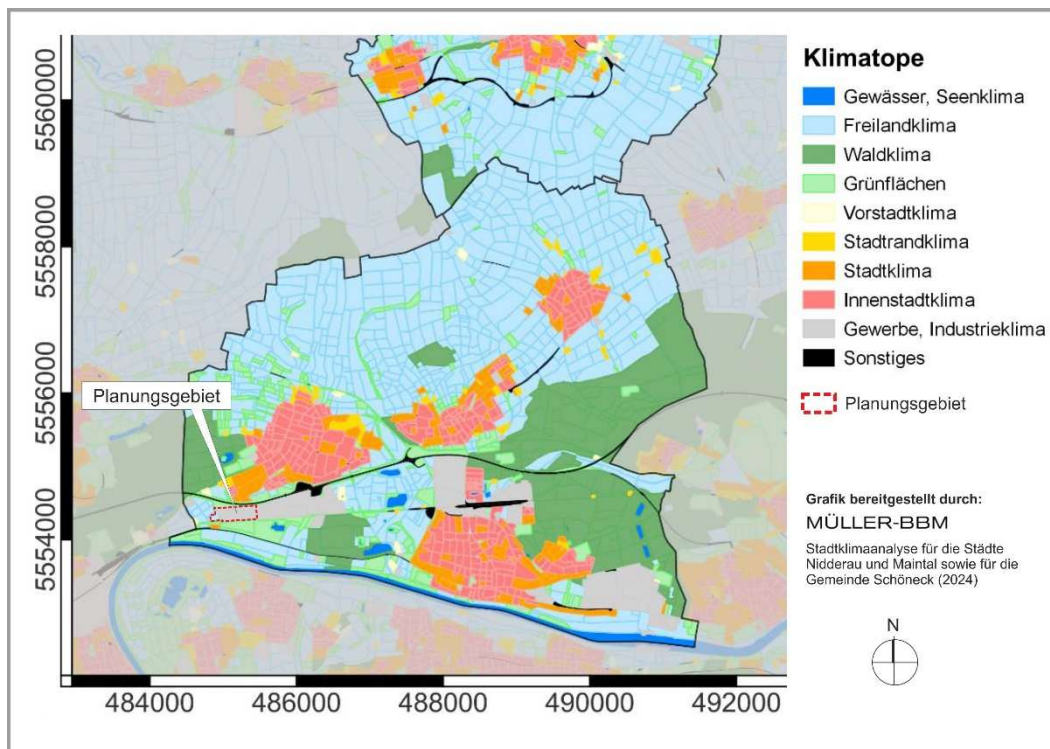 5560000
5558000
5556000
5554000
484000
486000
488000
490000
492000
Planungsgebiet
Klimatope
Gewässer, Seenklima
Freilandklima
Waldklima
Grünflächen
Vorstadtklima
Stadtrandklima
Stadtklima
Innenstadtklima
Gewerbe, Industrieklima
Sonstiges
Planungsgebiet
Grafik bereitgestellt durch:
MÜLLER-BBM
Stadtklimaanalyse für die Städte
Nidderau und Maintal sowie für die
Gemeinde Schöneck (2024)
N